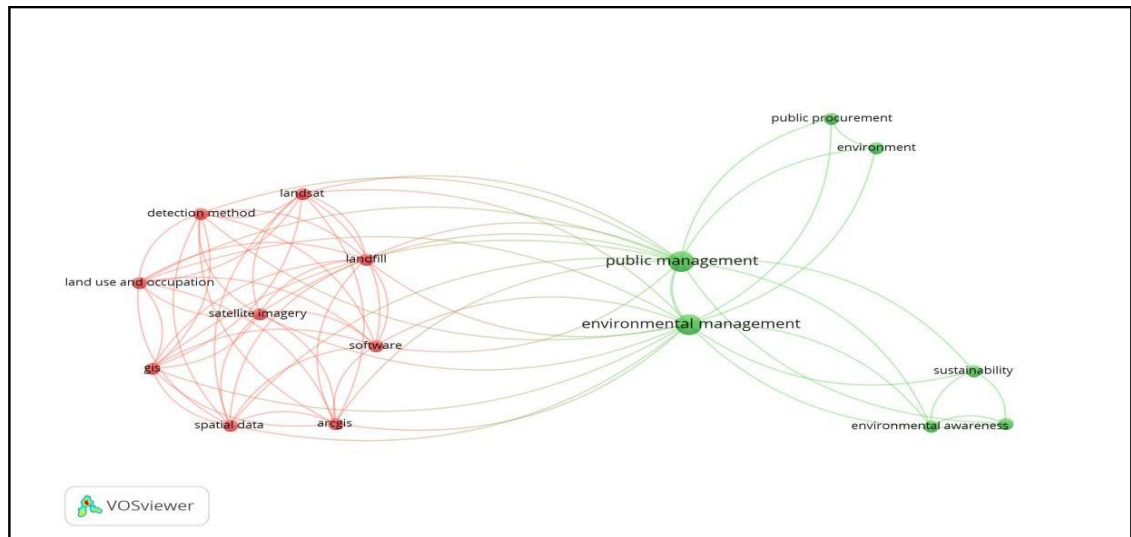 public procurement
environment
landsat
detection method
landfill
public management
land use and occupation
satellite imagery
environmental management
software
gis
sustainability
spatial data
arcgis
environmental awareness
VOSviewer